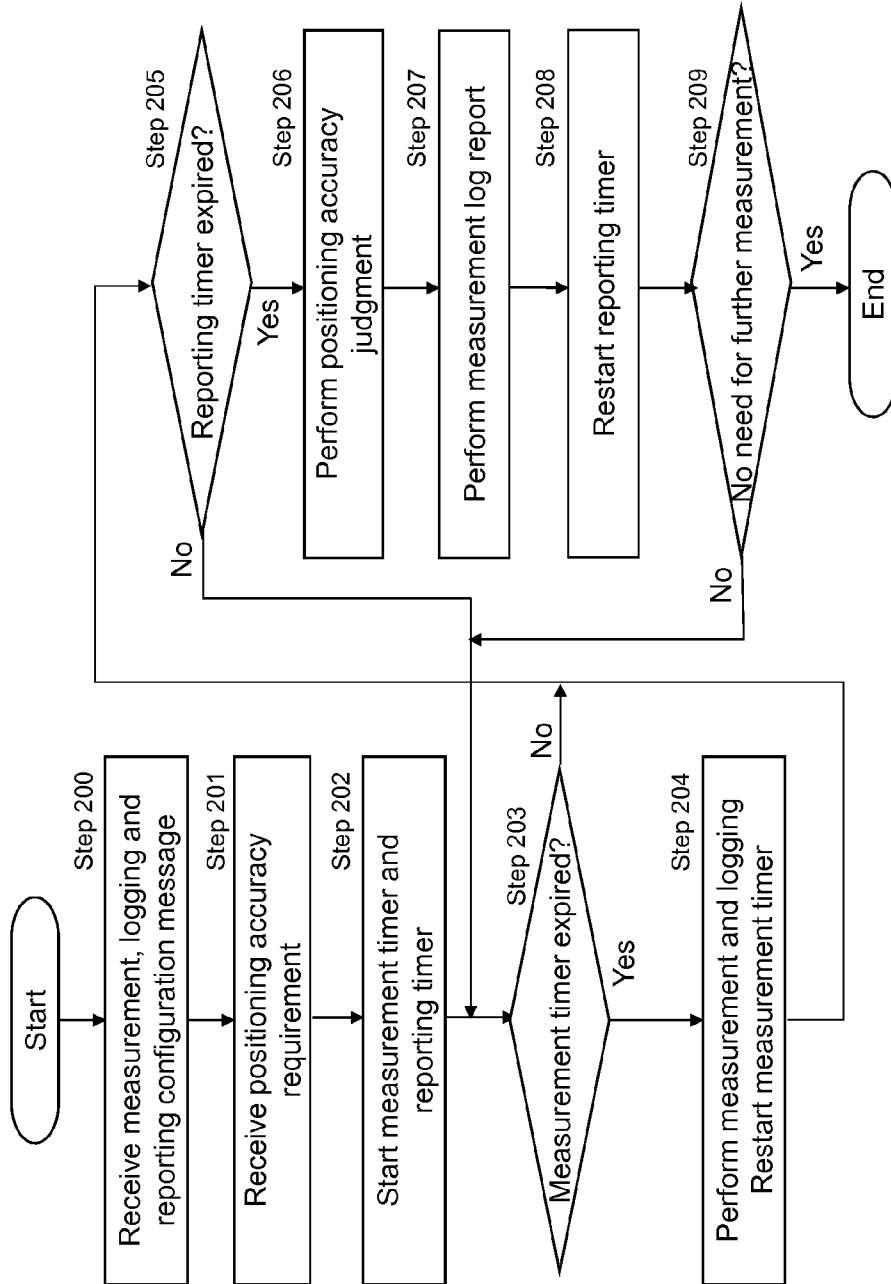 Start
Step 200
Receive measurement, logging and
reporting configuration message
Step 201
Receive positioning accuracy
requirement
Step 202
Start measurement timer and
reporting timer
Step 203
Measurement timer expired?
No
Yes
Step 204
Perform measurement and logging
Restart measurement timer
Step 205
Reporting timer expired?
No
Yes
Step 206
Perform positioning accuracy
judgment
Step 207
Perform measurement log report
Step 208
Restart reporting timer
Step 209
No need for further measurement?
No
Yes
End